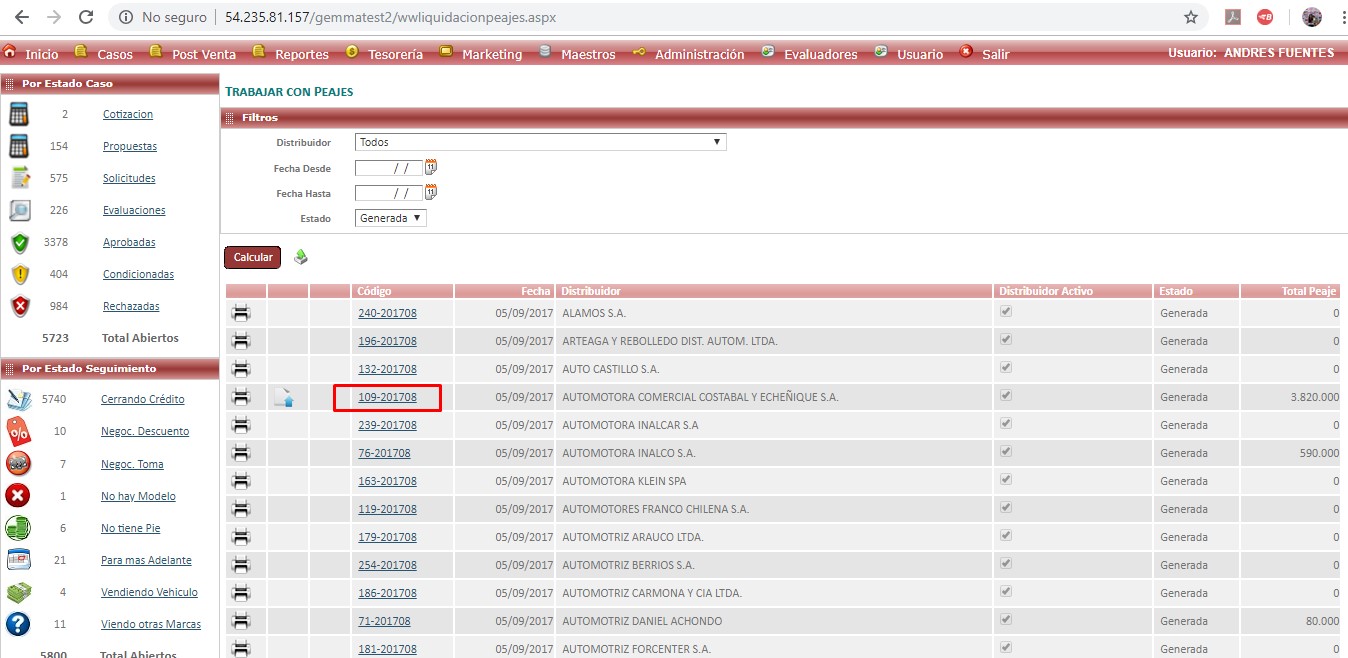 No seguro 54.235.81.157/gemmatest2/wwliquidacionpeajes.aspx
Inicio Casos Post Venta Reportes Tesorería Marketing Maestros Administración Evaluadores Usuario Salir Usuario: ANDRES FUENTES
Por Estado Caso
2 Cotizacion
154 Propuestas
575 Solicitudes
226 Evaluaciones
3378 Aprobadas
404 Condicionadas
984 Rechazadas
5723 Total Abiertos
Por Estado Seguimiento
5740 Cerrando Crédito
10 Negoc. Descuento
7 Negoc. Toma
1 No hay Modelo
6 No tiene Pie
21 Para mas Adelante
4 Vendiendo Vehiculo
11 Viendo otras Marcas
5800 Total Abiertos
TRABAJAR CON PEAJES
Filtros
Distribuidor Todos
Fecha Desde / /
Fecha Hasta / /
Estado Generada
Calcular
Código Fecha Distribuidor Distribuidor Activo Estado Total Peaje
240-201708 05/09/2017 ALAMOS S.A. Generada 0
196-201708 05/09/2017 ARTEAGA Y REBOLLEDO DIST. AUTOM. LTDA. Generada 0
132-201708 05/09/2017 AUTO CASTILLO S.A. Generada 0
109-201708 05/09/2017 AUTOMOTORA COMERCIAL COSTABAL Y ECHEÑIQUE S.A. Generada 3.820.000
239-201708 05/09/2017 AUTOMOTORA INALCAR S.A Generada 0
76-201708 05/09/2017 AUTOMOTORA INALCO S.A. Generada 590.000
163-201708 05/09/2017 AUTOMOTORA KLEIN SPA Generada 0
119-201708 05/09/2017 AUTOMOTORES FRANCO CHILENA S.A. Generada 0
179-201708 05/09/2017 AUTOMOTRIZ ARAUCO LTDA. Generada 0
254-201708 05/09/2017 AUTOMOTRIZ BERRIOS S.A. Generada 0
186-201708 05/09/2017 AUTOMOTRIZ CARMONA Y CIA LTDA. Generada 0
71-201708 05/09/2017 AUTOMOTRIZ DANIEL ACHONDO Generada 80.000
181-201708 05/09/2017 AUTOMOTRIZ FORCENTER S.A. Generada 0